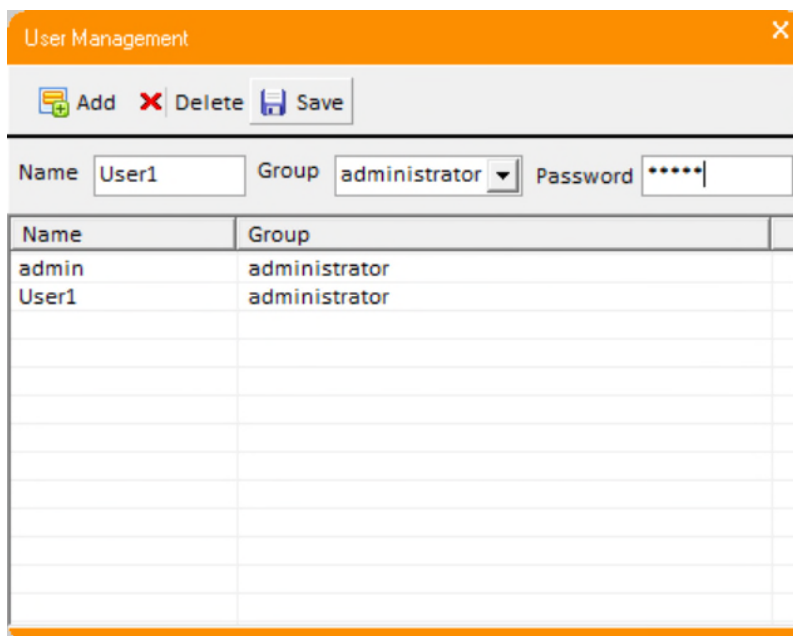 User Management
Add Delete Save
Name User1 Group administrator Password *****
Name Group
admin administrator
User1 administrator